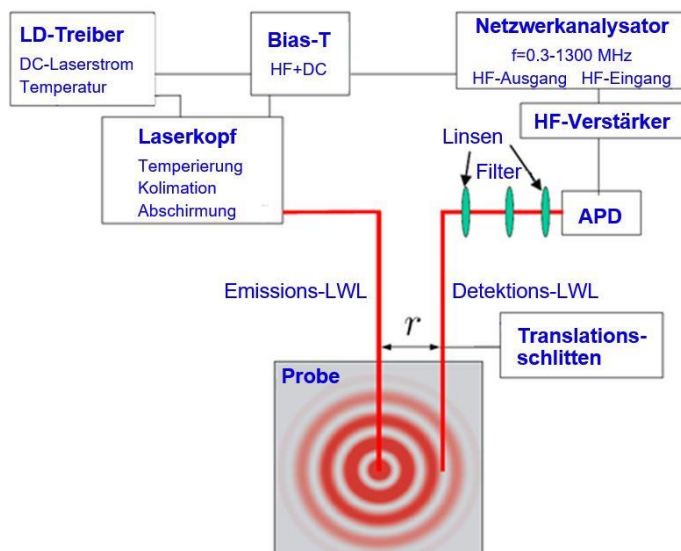 LD-Treiber
DC-Laserstrom
Temperatur
Bias-T
HF+DC
Netzwerkanalysator
f=0.3-1300 MHz
HF-Ausgang HF-Eingang
HF-Verstärker
Laserkopf
Temperierung
Kolimation
Abschirmung
Linsen
Filter
APD
Emissions-LWL
Detektions-LWL
r
Translations-
schlitten
Probe